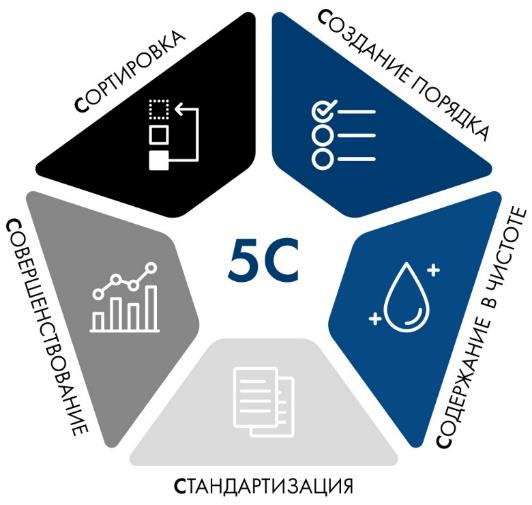 СОРТИРОВКА
СОЗДАНИЕ ПОРЯДКА
5С
СОДЕРЖАНИЕ В ЧИСТОТЕ
СОВЕРШЕНСТВОВАНИЕ
СТАНДАРТИЗАЦИЯ